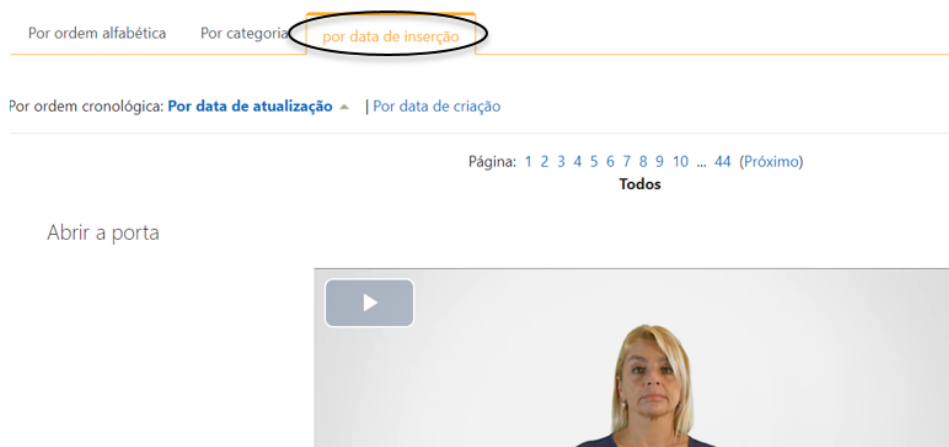 Por ordem alfabética Por categoria por data de inserção
Por ordem cronológica: Por data de atualização | Por data de criação
Página: 1 2 3 4 5 6 7 8 9 10 ... 44 (Próximo)
Todos
Abrir a porta